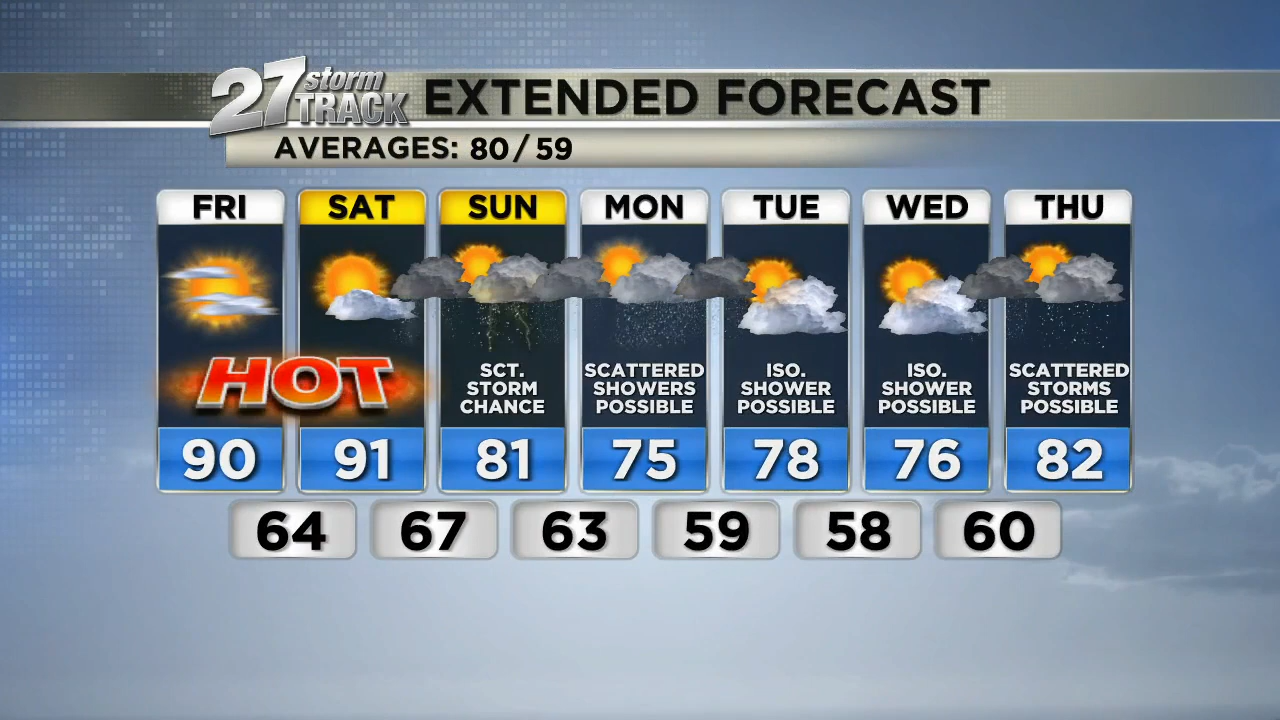 27 storm TRACK EXTENDED FORECAST
AVERAGES: 80/59
FRI SAT SUN MON TUE WED THU
HOT
SCT.
STORM
CHANCE
SCATTERED
SHOWERS
POSSIBLE
ISO.
SHOWER
POSSIBLE
ISO.
SHOWER
POSSIBLE
SCATTERED
STORMS
POSSIBLE
90 91 81 75 78 76 82
64 67 63 59 58 60